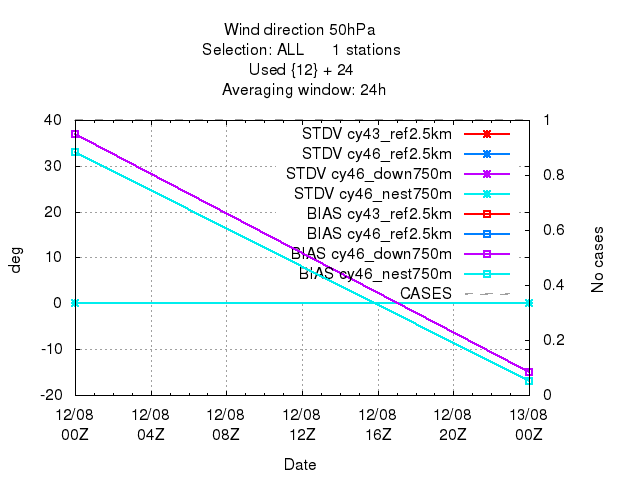 Wind direction 50hPa
Selection: ALL 1 stations
Used {12} + 24
Averaging window: 24h
40
30
20
10
0
-10
-20
deg
1
0.8
0.6
0.4
0.2
0
No cases
STDV cy43_ref2.5km
STDV cy46_ref2.5km
STDV cy46_down750m
STDV cy46_nest750m
BIAS cy43_ref2.5km
BIAS cy46_ref2.5km
BIAS cy46_down750m
BIAS cy46_nest750m
CASES
12/08 12/08 12/08 12/08 12/08 12/08 13/08
00Z 04Z 08Z 12Z 16Z 20Z 00Z
Date